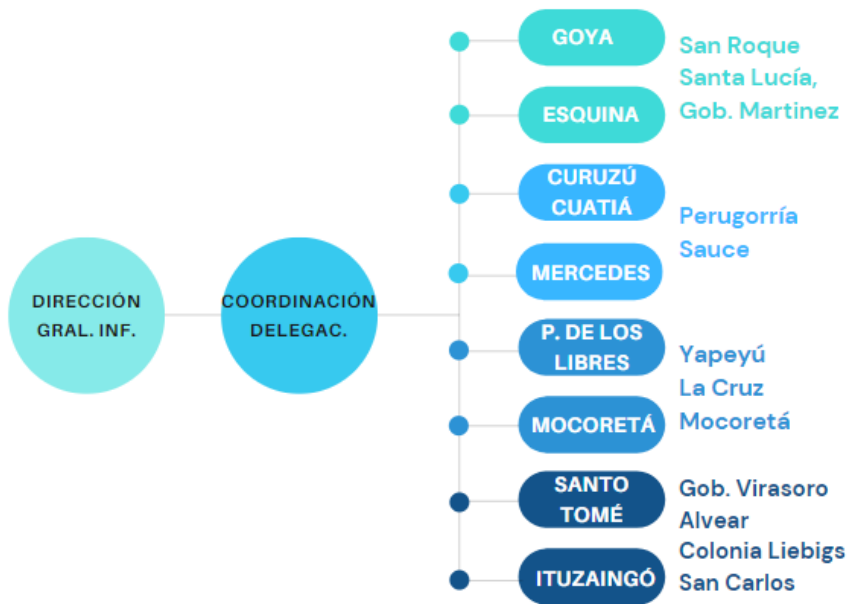 DIRECCIÓN
GRAL. INF.
COORDINACIÓN
DELEGAC.
GOYA
ESQUINA
San Roque
Santa Lucía,
Gob. Martinez
CURUZÚ
CUATIÁ
MERCEDES
Perugorría
Sauce
P. DE LOS
LIBRES
MOCORETÁ
Yapeyú
La Cruz
Mocoretá
SANTO
TOMÉ
ITUZAINGÓ
Gob. Virasoro
Alvear
Colonia Liebigs
San Carlos